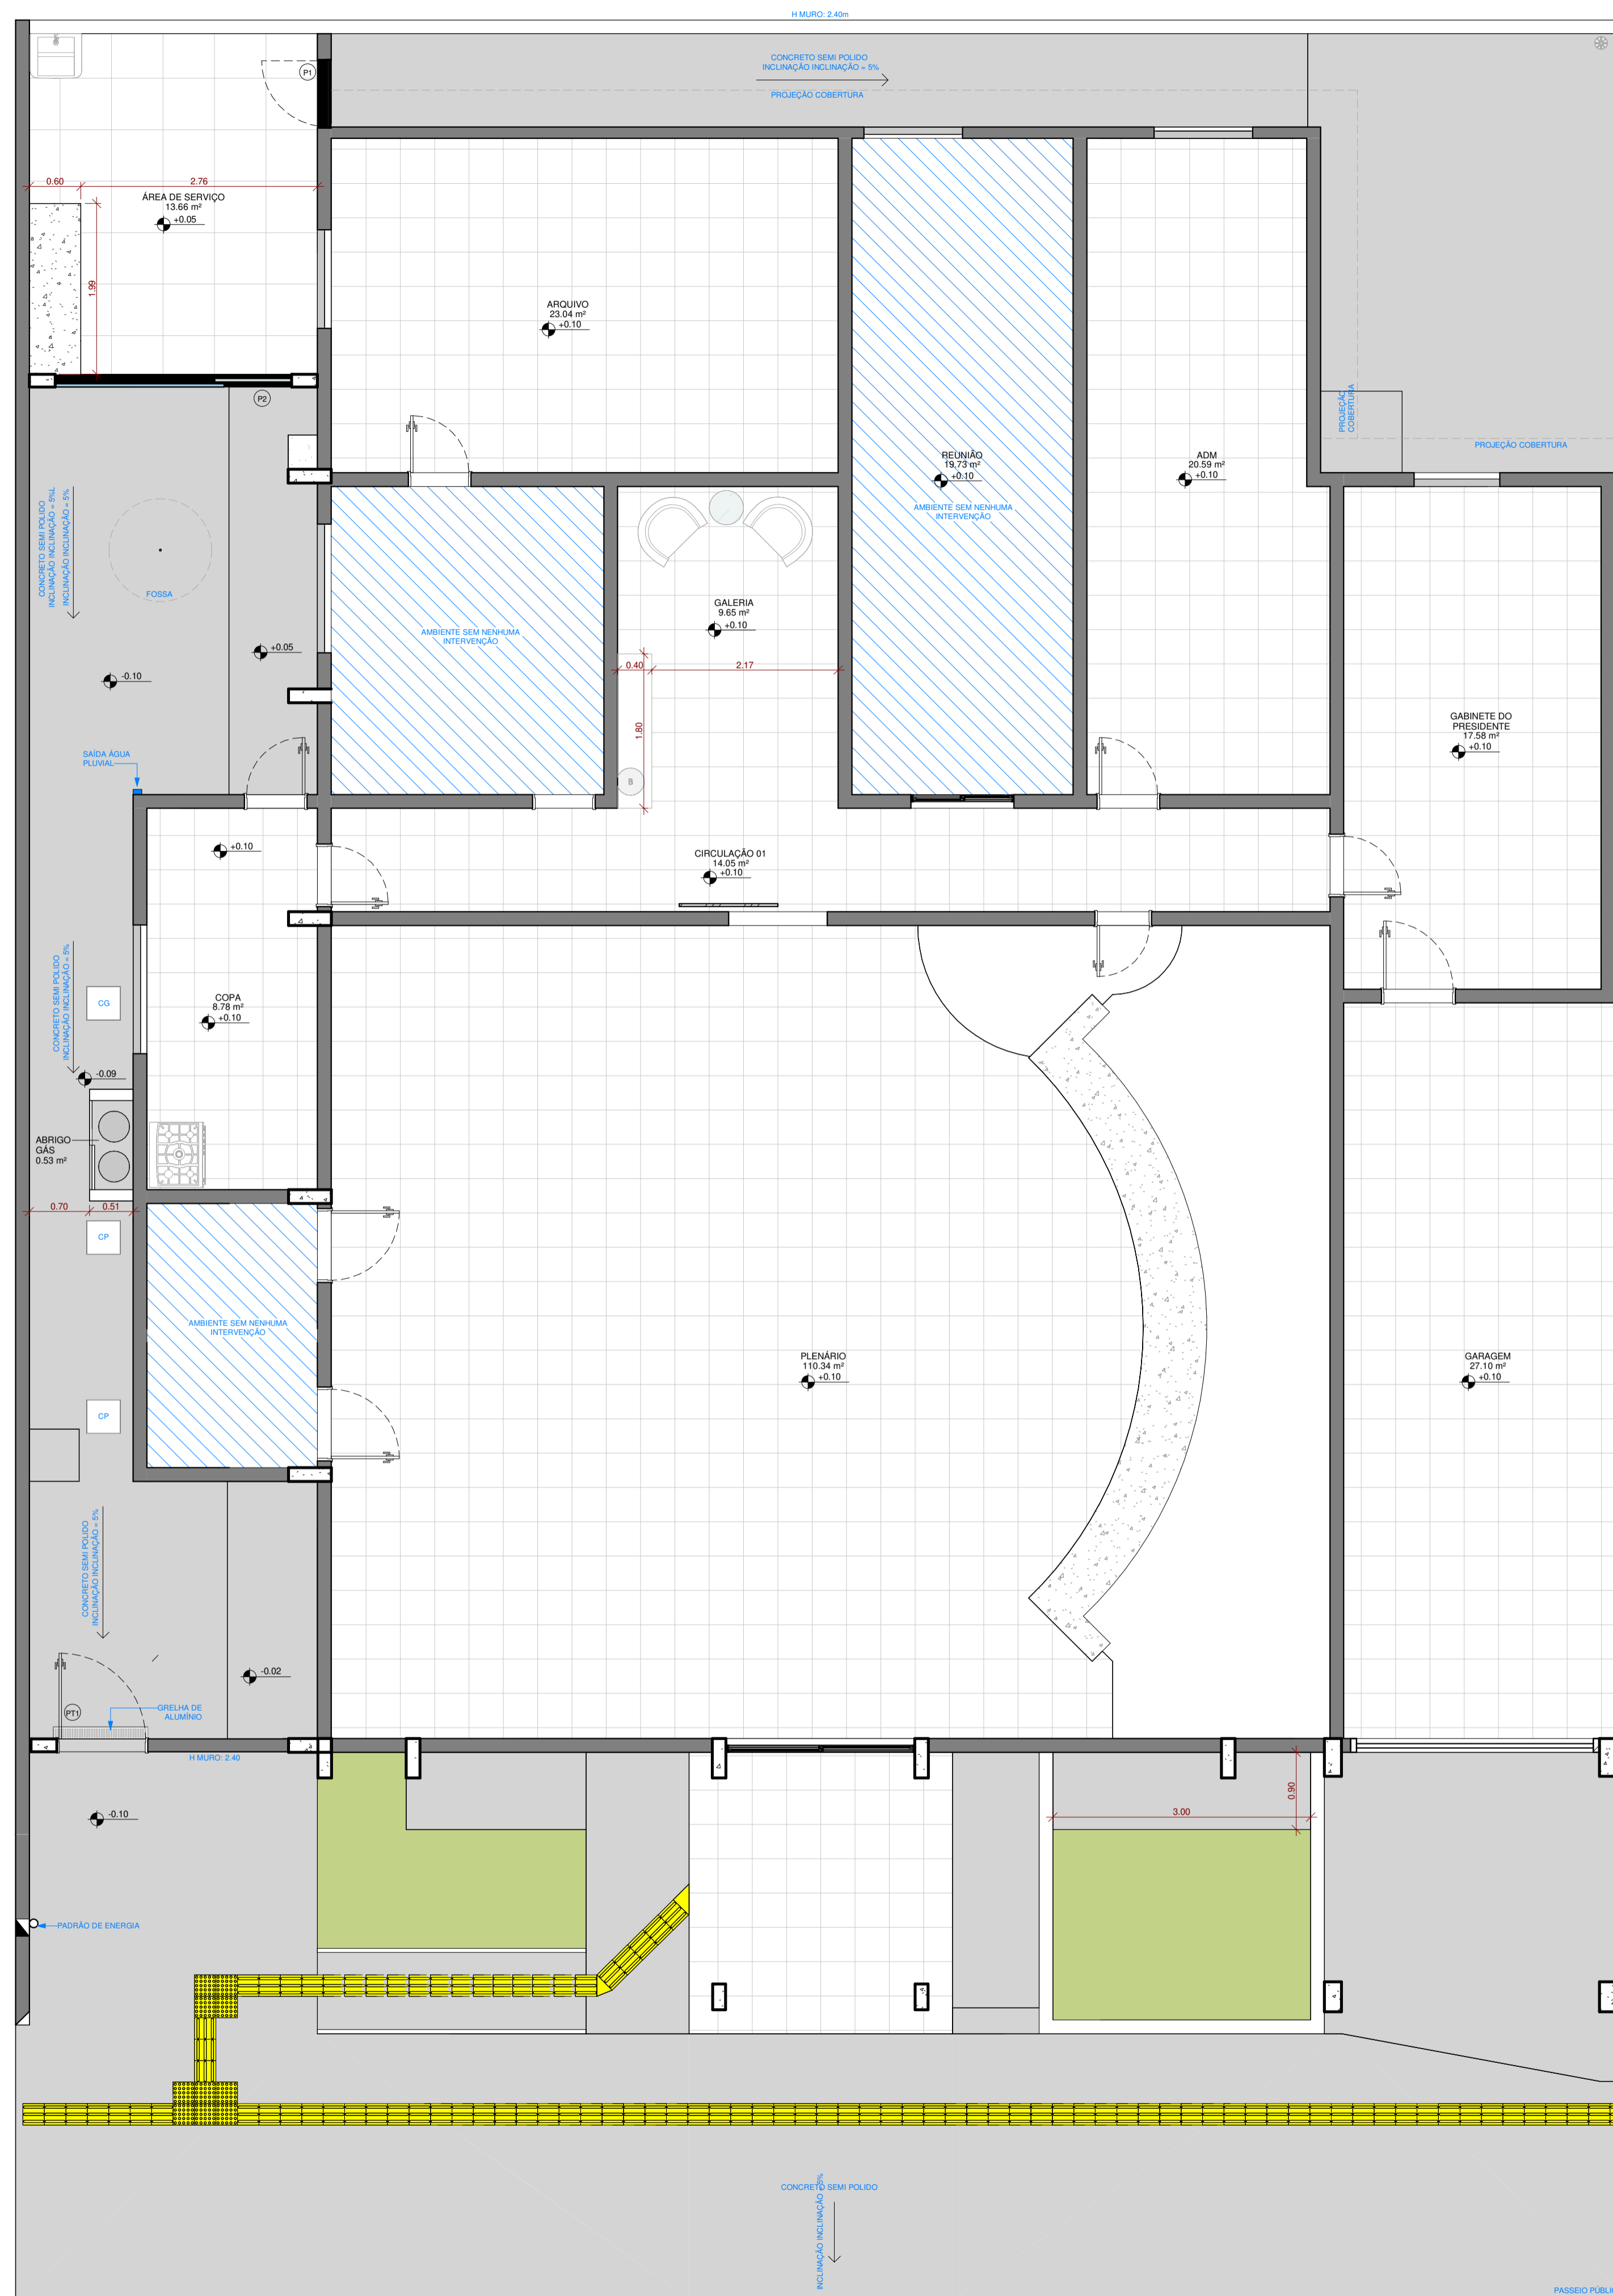 H MURO: 2.40m
CONCRETO SEMI POLIDO
INCLINAÇÃO INCLINAÇÃO = 5%
PROJEÇÃO COBERTURA
P1
0.60
2.76
ÁREA DE SERVIÇO
13.66 m²
+0.05
1.99
ARQUIVO
23.04 m²
+0.10
P2
PROJEÇÃO
COBERTURA
PROJEÇÃO COBERTURA
REUNIÃO
19,73 m²
+0.10
AMBIENTE SEM NENHUMA
INTERVENÇÃO
ADM
20.59 m²
+0.10
CONCRETO SEMI POLIDO
INCLINAÇÃO INCLINAÇÃO = 5%L
INCLINAÇÃO INCLINAÇÃO = 5%
FOSSA
AMBIENTE SEM NENHUMA
INTERVENÇÃO
GALERIA
9.65 m²
+0.10
+0.05
-0.10
0.40
2.17
1.80
B
GABINETE DO
PRESIDENTE
17.58 m²
+0.10
SAÍDA ÁGUA
PLUVIAL
+0.10
CIRCULAÇÃO 01
14.05 m²
+0.10
CONCRETO SEMI POLIDO
INCLINAÇÃO INCLINAÇÃO = 5%
CG
COPA
8.78 m²
+0.10
-0.09
ABRIGO
GÁS
0.53 m²
0.70
0.51
CP
AMBIENTE SEM NENHUMA
INTERVENÇÃO
PLENÁRIO
110.34 m²
+0.10
GARAGEM
27.10 m²
+0.10
CP
CONCRETO SEMI POLIDO
INCLINAÇÃO INCLINAÇÃO = 5%
-0.02
PT1
GRELHA DE
ALUMÍNIO
H MURO: 2.40
-0.10
0.90
3.00
PADRÃO DE ENERGIA
CONCRETO SEMI POLIDO
INCLINAÇÃO INCLINAÇÃO = 5%
PASSEIO PÚBLI